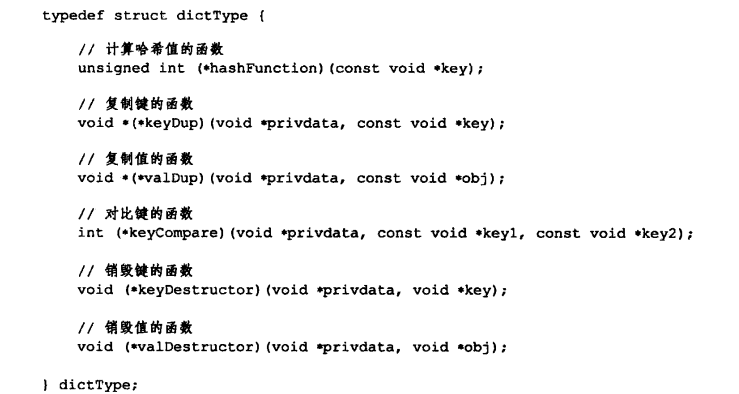 typedef struct dictType {
// 计算哈希值的函数
unsigned int (*hashFunction)(const void *key);
// 复制键的函数
void *(*keyDup)(void *privdata, const void *key);
// 复制值的函数
void *(*valDup)(void *privdata, const void *obj);
// 对比键的函数
int (*keyCompare)(void *privdata, const void *key1, const void *key2);
// 销毁键的函数
void (*keyDestructor)(void *privdata, void *key);
// 销毁值的函数
void (*valDestructor)(void *privdata, void *obj);
} dictType;